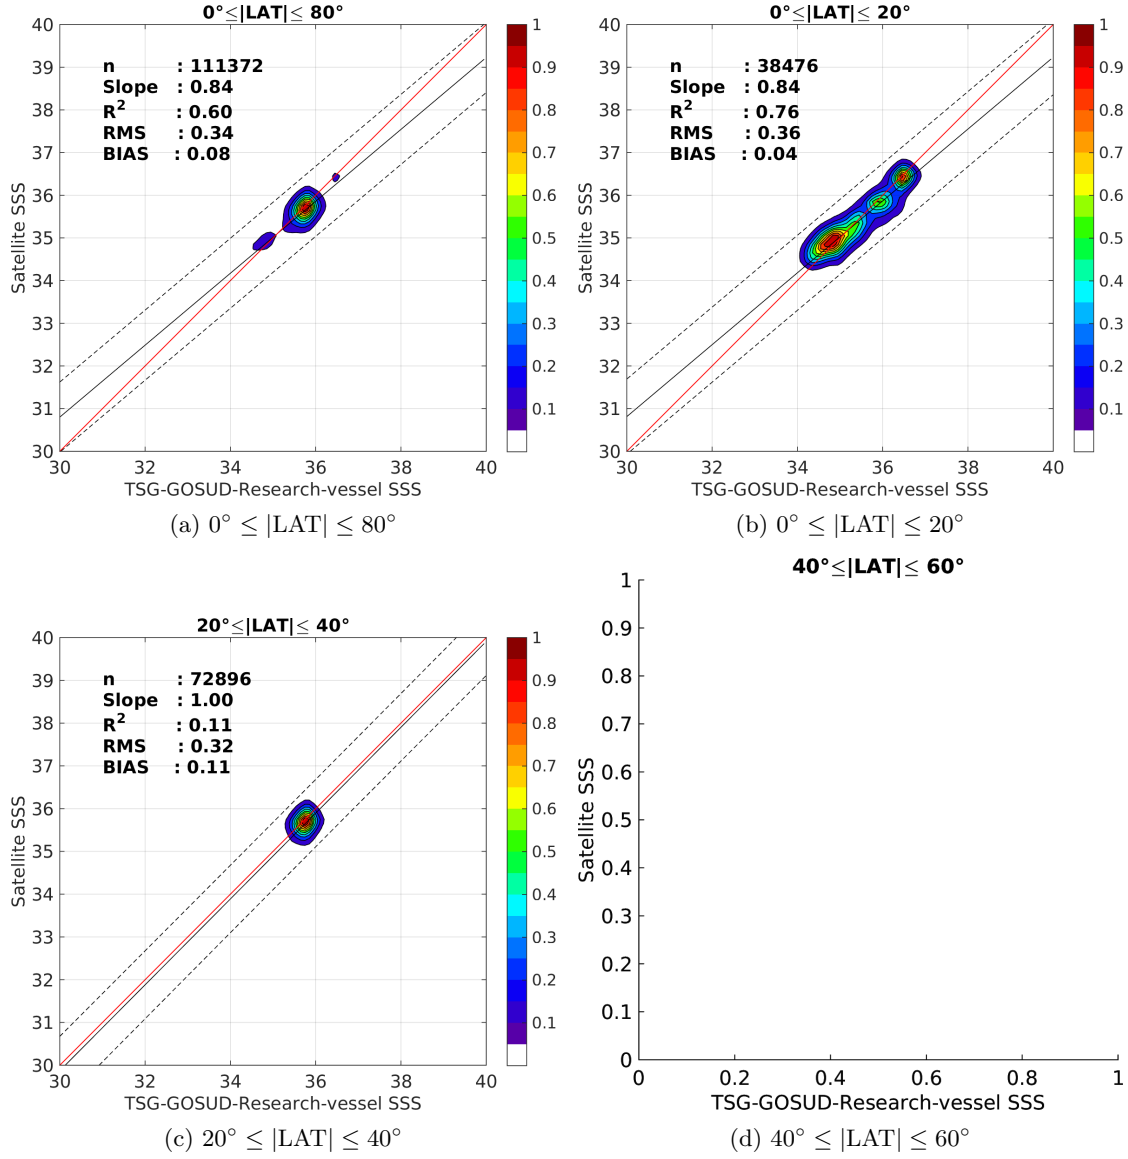 0°≤|LAT|≤ 80°
40
39
38
37
36
35
34
33
32
31
30
Satellite SSS
n : 111372
Slope : 0.84
R² : 0.60
RMS : 0.34
BIAS : 0.08
30 32 34 36 38 40
TSG-GOSUD-Research-vessel SSS
1
0.9
0.8
0.7
0.6
0.5
0.4
0.3
0.2
0.1
(a) 0° ≤ |LAT| ≤ 80°
0°≤|LAT|≤ 20°
40
39
38
37
36
35
34
33
32
31
30
Satellite SSS
n : 38476
Slope : 0.84
R² : 0.76
RMS : 0.36
BIAS : 0.04
30 32 34 36 38 40
TSG-GOSUD-Research-vessel SSS
1
0.9
0.8
0.7
0.6
0.5
0.4
0.3
0.2
0.1
(b) 0° ≤ |LAT| ≤ 20°
20°≤|LAT|≤ 40°
40
39
38
37
36
35
34
33
32
31
30
Satellite SSS
n : 72896
Slope : 1.00
R² : 0.11
RMS : 0.32
BIAS : 0.11
30 32 34 36 38 40
TSG-GOSUD-Research-vessel SSS
1
0.9
0.8
0.7
0.6
0.5
0.4
0.3
0.2
0.1
(c) 20° ≤ |LAT| ≤ 40°
40°≤|LAT|≤ 60°
1
0.9
0.8
0.7
0.6
0.5
0.4
0.3
0.2
0.1
0
Satellite SSS
0 0.2 0.4 0.6 0.8 1
TSG-GOSUD-Research-vessel SSS
(d) 40° ≤ |LAT| ≤ 60°